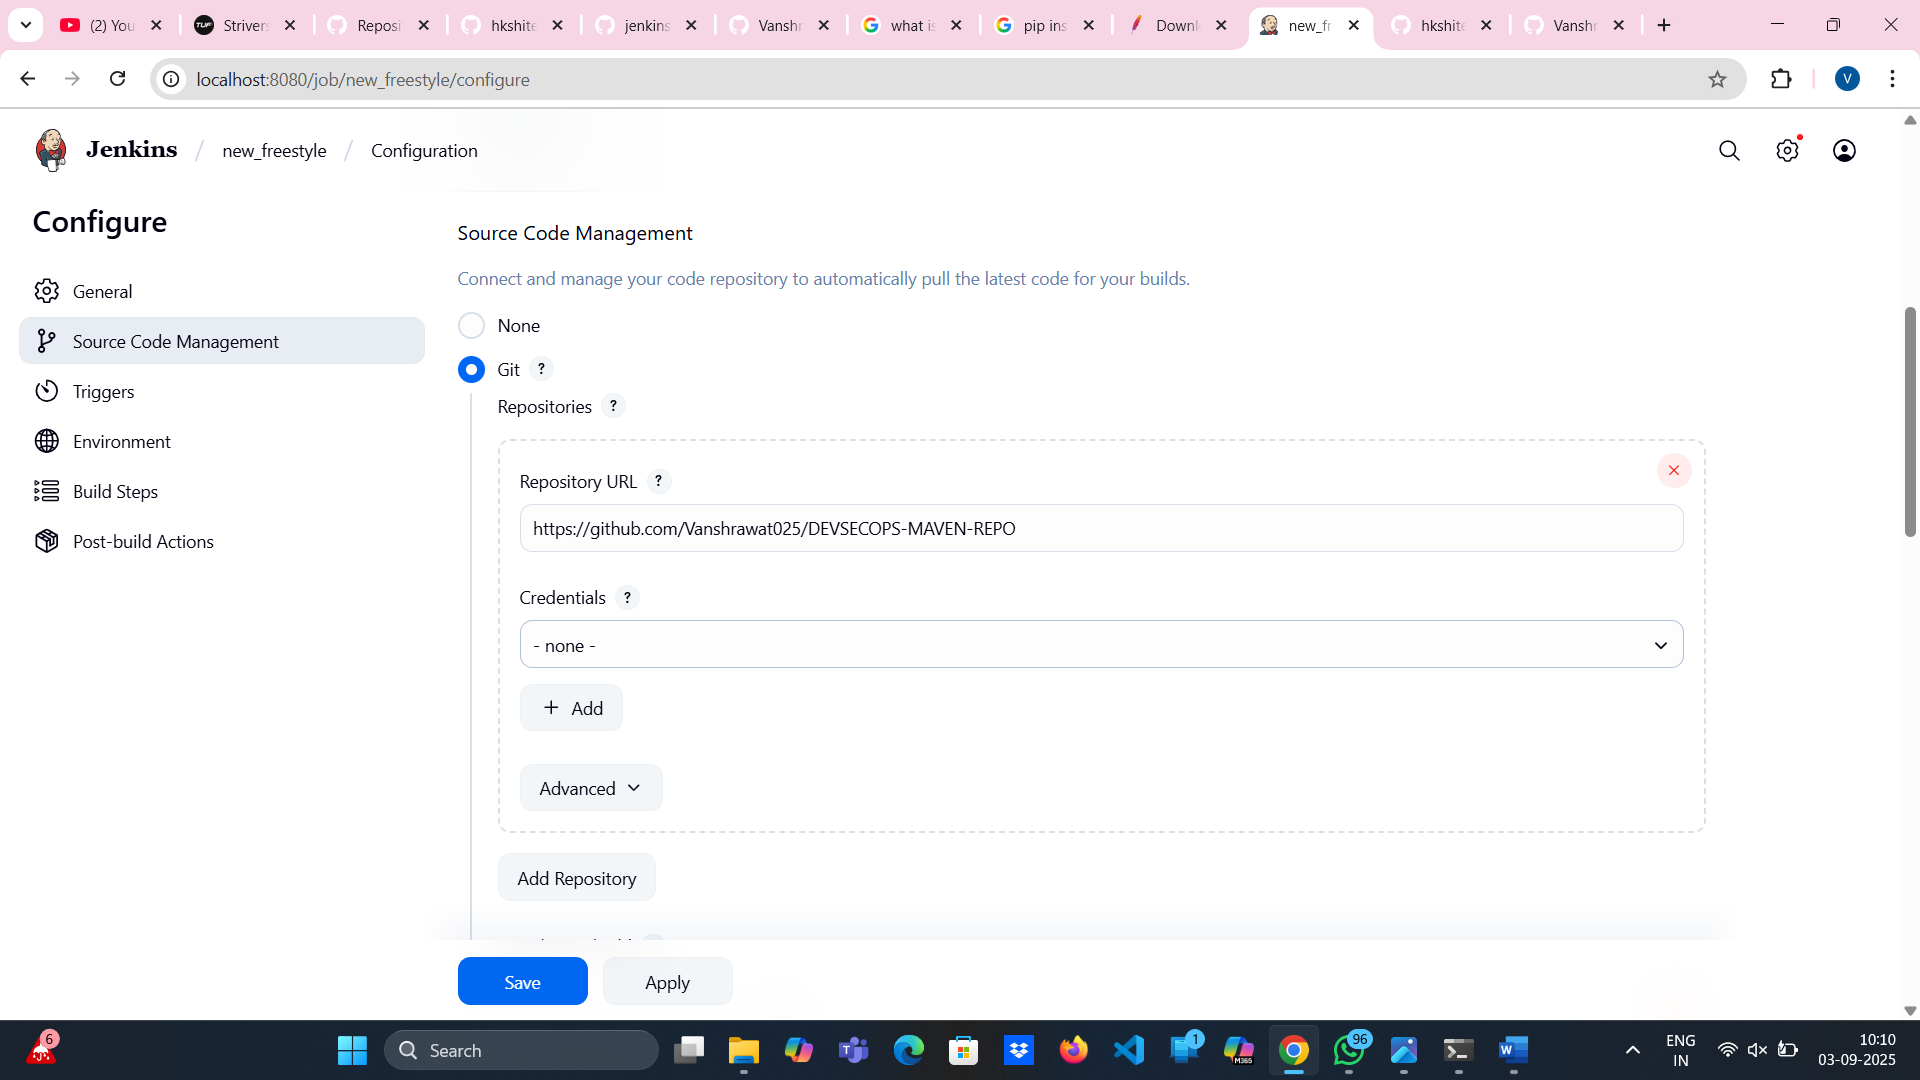 (2) You
Strivers
Reposi
hkshite
jenkins
Vanshr
what is
pip ins
Downl
new_fr
hkshite
Vanshr
localhost:8080/job/new_freestyle/configure
V
Jenkins / new_freestyle / Configuration
Configure
General
Source Code Management
Triggers
Environment
Build Steps
Post-build Actions
Source Code Management
Connect and manage your code repository to automatically pull the latest code for your builds.
None
Git ?
Repositories ?
Repository URL ?
https://github.com/Vanshrawat025/DEVSECOPS-MAVEN-REPO
Credentials ?
- none -
+ Add
Advanced
Add Repository
Save
Apply
6
Search
1
M365
96
ENG
IN
10:10
03-09-2025